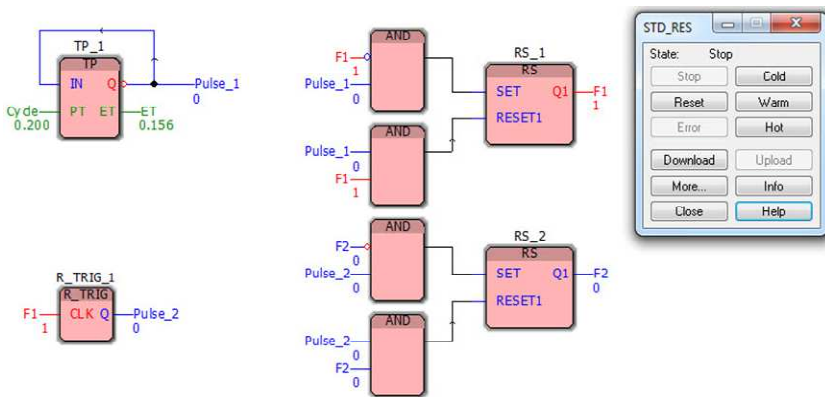 TP_1
TP
IN Q
Pulse_1
0
Cycle
0.200
PT ET
ET
0.156
R_TRIG_1
R_TRIG
F1
1
CLK Q
Pulse_2
0
AND
F1
1
Pulse_1
0
AND
Pulse_1
0
F1
1
RS_1
RS
SET Q1
RESET1
F1
1
AND
F2
0
Pulse_2
0
AND
Pulse_2
0
F2
0
RS_2
RS
SET Q1
RESET1
F2
0
STD_RES
State: Stop
Stop Cold
Reset Warm
Error Hot
Download Upload
More... Info
Close Help